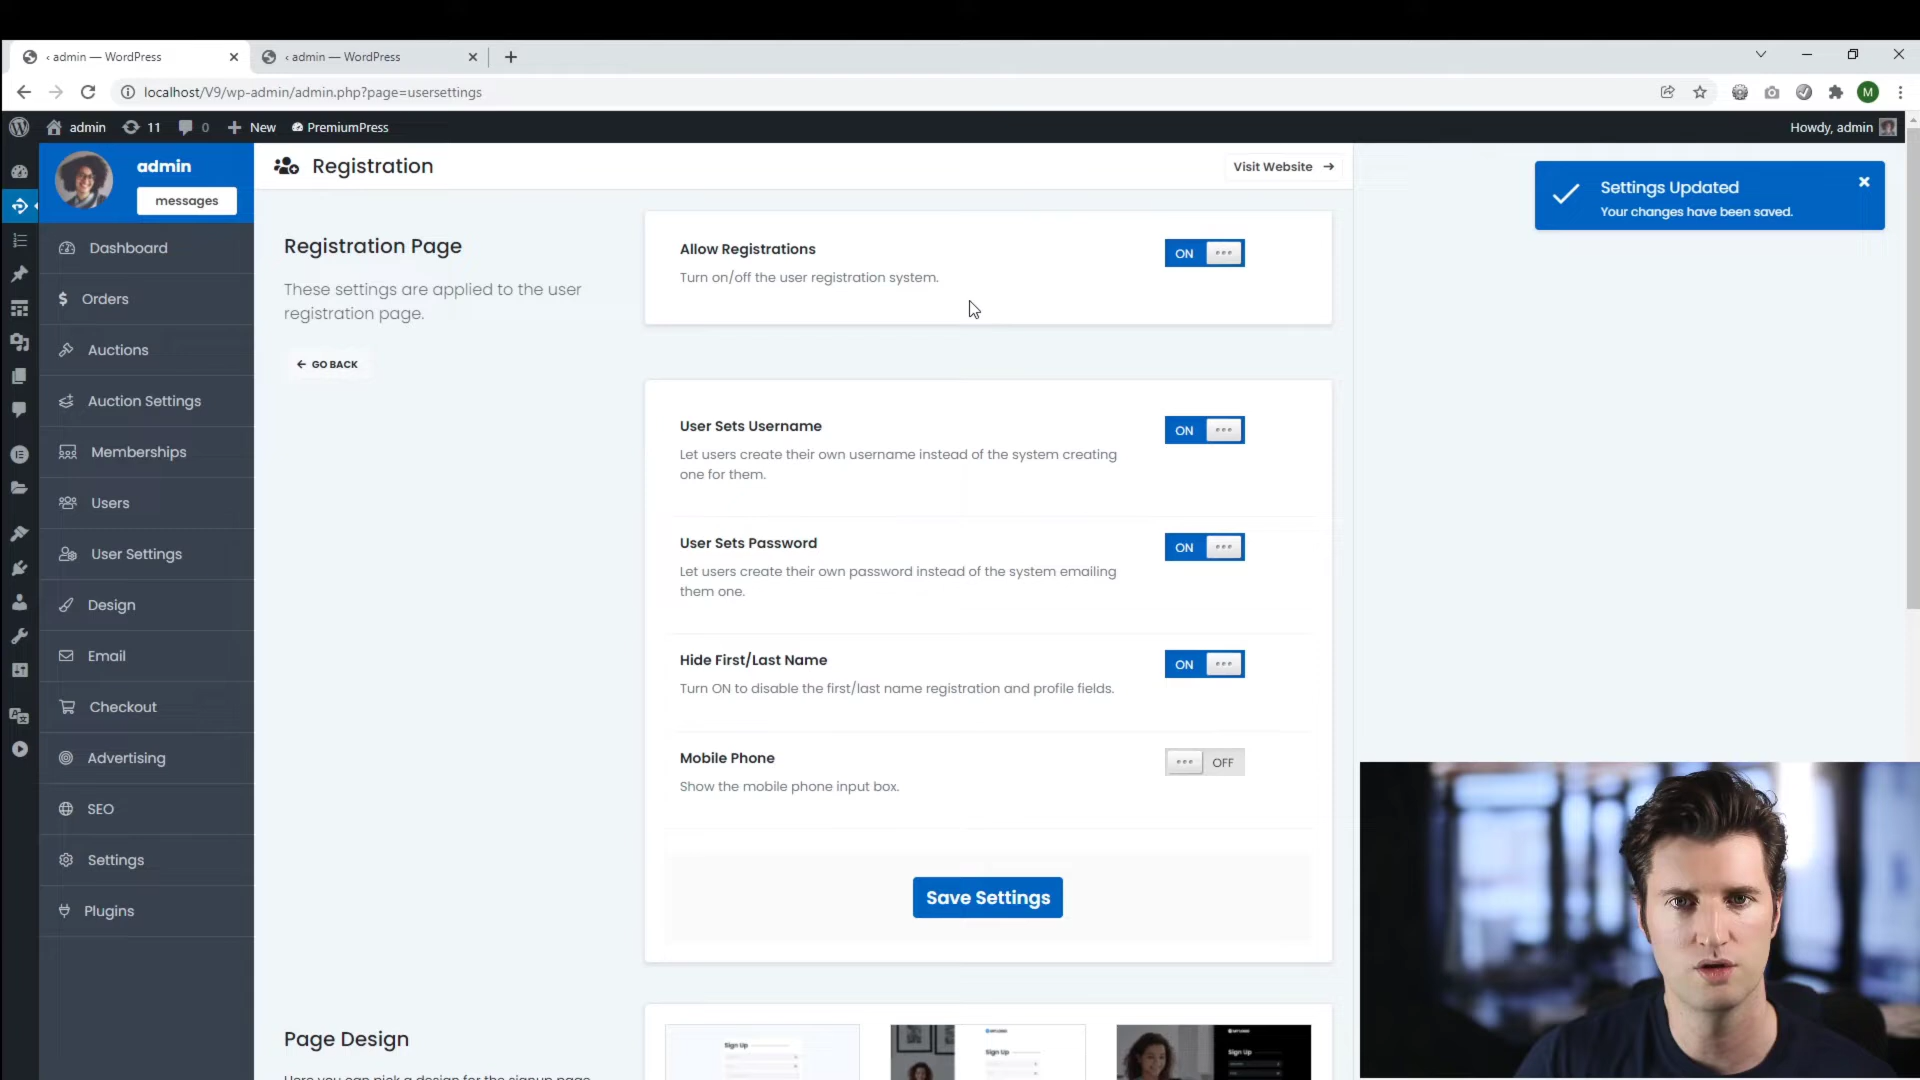 ‹ admin — WordPress
‹ admin — WordPress
localhost/V9/wp-admin/admin.php?page=usersettings
M
admin
11
0
New
PremiumPress
Howdy, admin
admin
messages
Dashboard
Orders
Auctions
Auction Settings
Memberships
Users
User Settings
Design
Email
Checkout
Advertising
SEO
Settings
Plugins
Registration
Visit Website
Registration Page
These settings are applied to the user
registration page.
GO BACK
Allow Registrations
Turn on/off the user registration system.
ON
User Sets Username
Let users create their own username instead of the system creating
one for them.
ON
User Sets Password
Let users create their own password instead of the system emailing
them one.
ON
Hide First/Last Name
Turn ON to disable the first/last name registration and profile fields.
ON
Mobile Phone
Show the mobile phone input box.
OFF
Save Settings
Page Design
Here you can pick a design for the signup page
Sign Up
Sign Up
Sign Up
Settings Updated
Your changes have been saved.